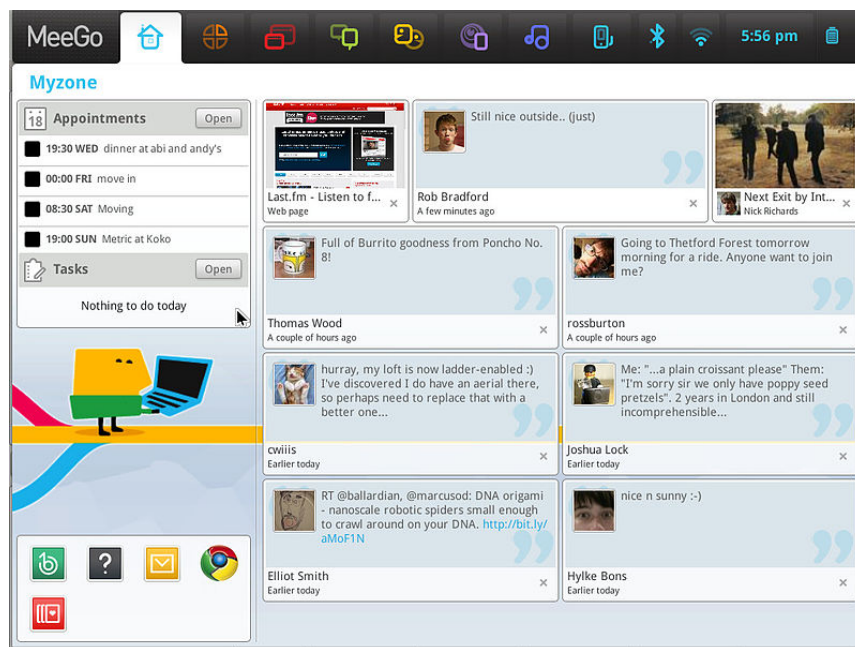 MeeGo
5:56 pm
Myzone
18 Appointments Open
19:30 WED dinner at abi and andy's
00:00 FRI move in
08:30 SAT Moving
19:00 SUN Metric at Koko
Tasks Open
Nothing to do today
Last.fm - Listen to f...
Web page
Still nice outside.. (just)
Rob Bradford
A few minutes ago
Next Exit by Int...
Nick Richards
Full of Burrito goodness from Poncho No.
8!
Thomas Wood
A couple of hours ago
Going to Thetford Forest tomorrow
morning for a ride. Anyone want to join
me?
rossburton
A couple of hours ago
hurray, my loft is now ladder-enabled :)
I've discovered I do have an aerial there,
so perhaps need to replace that with a
better one...
cwiiis
Earlier today
Me: "...a plain croissant please" Them:
"I'm sorry sir we only have poppy seed
pretzels". 2 years in London and still
incomprehensible...
Joshua Lock
Earlier today
RT @ballardian, @marcusod: DNA origami
- nanoscale robotic spiders small enough
to crawl around on your DNA. http://bit.ly/
aMoF1N
Elliot Smith
Earlier today
nice n sunny :-)
Hylke Bons
Earlier today